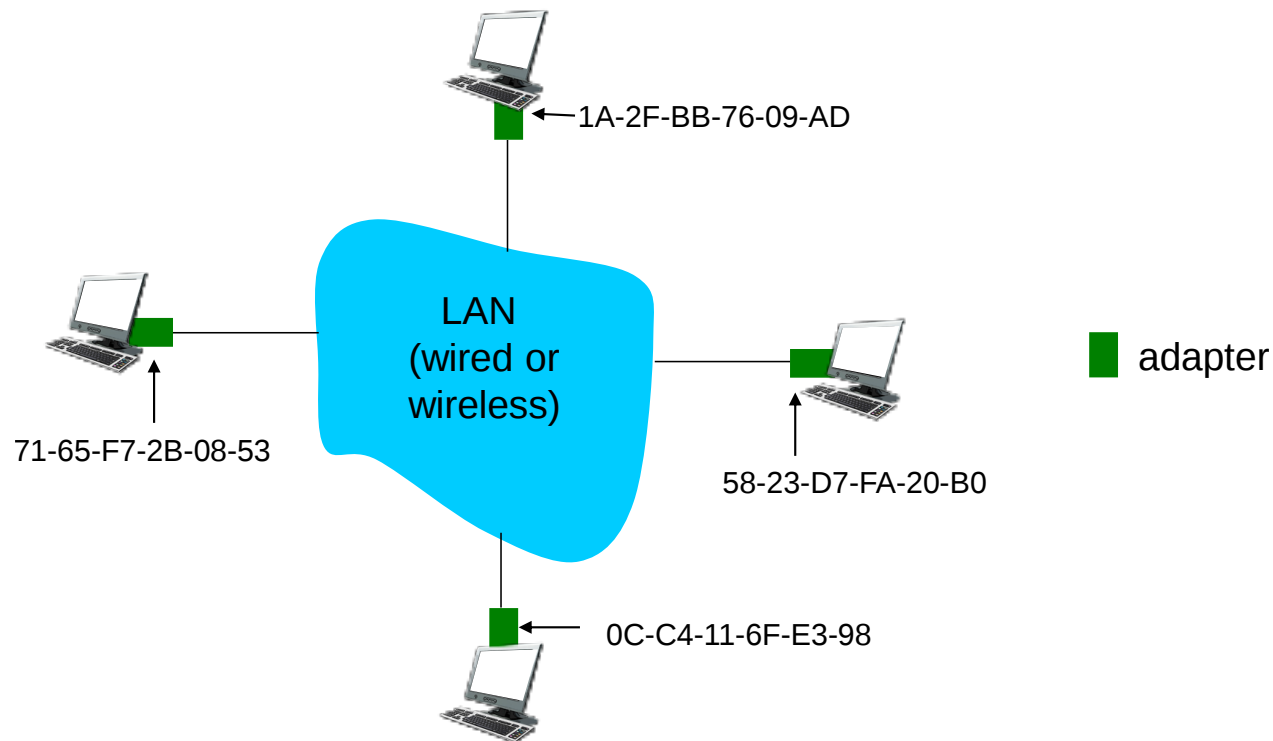 1A-2F-BB-76-09-AD
LAN
(wired or
wireless)
adapter
71-65-F7-2B-08-53
58-23-D7-FA-20-B0
0C-C4-11-6F-E3-98